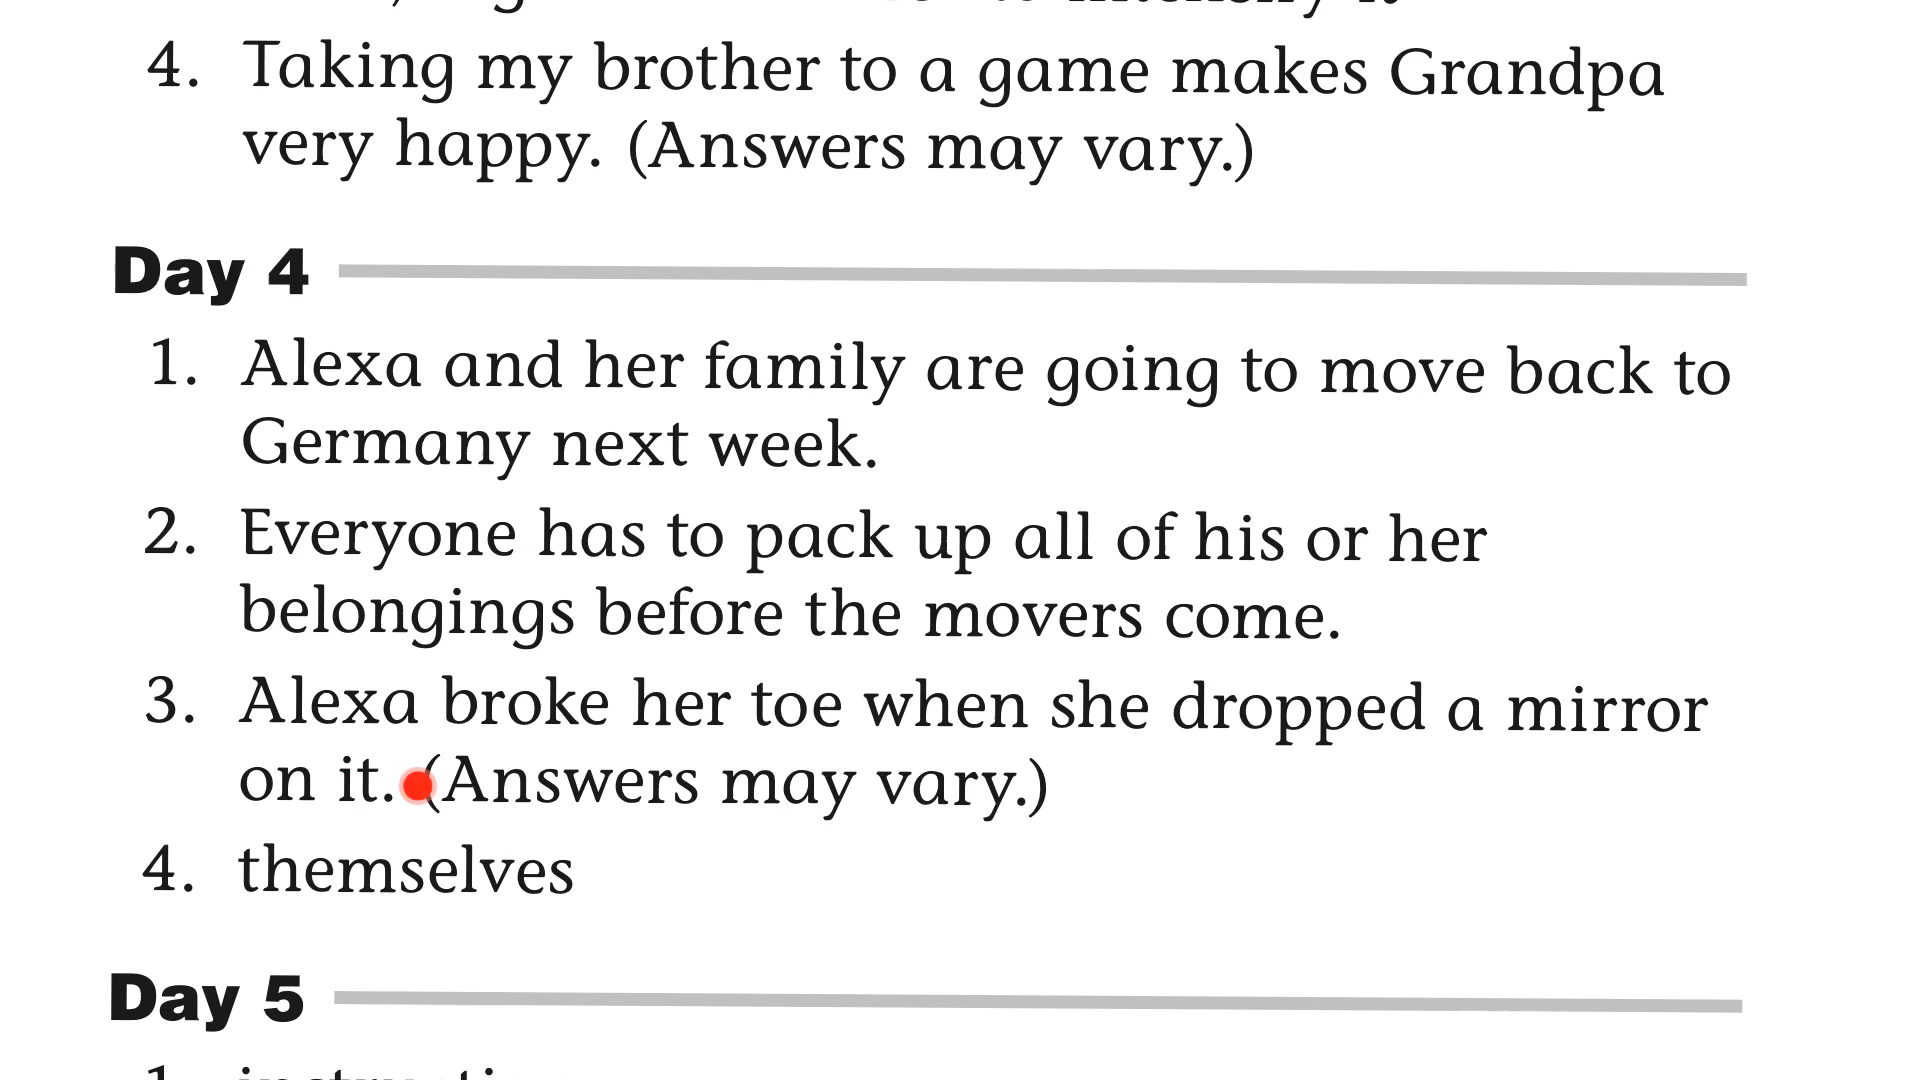 4. Taking my brother to a game makes Grandpa
very happy. (Answers may vary.)
Day 4
1. Alexa and her family are going to move back to
Germany next week.
2. Everyone has to pack up all of his or her
belongings before the movers come.
3. Alexa broke her toe when she dropped a mirror
on it. (Answers may vary.)
4. themselves
Day 5